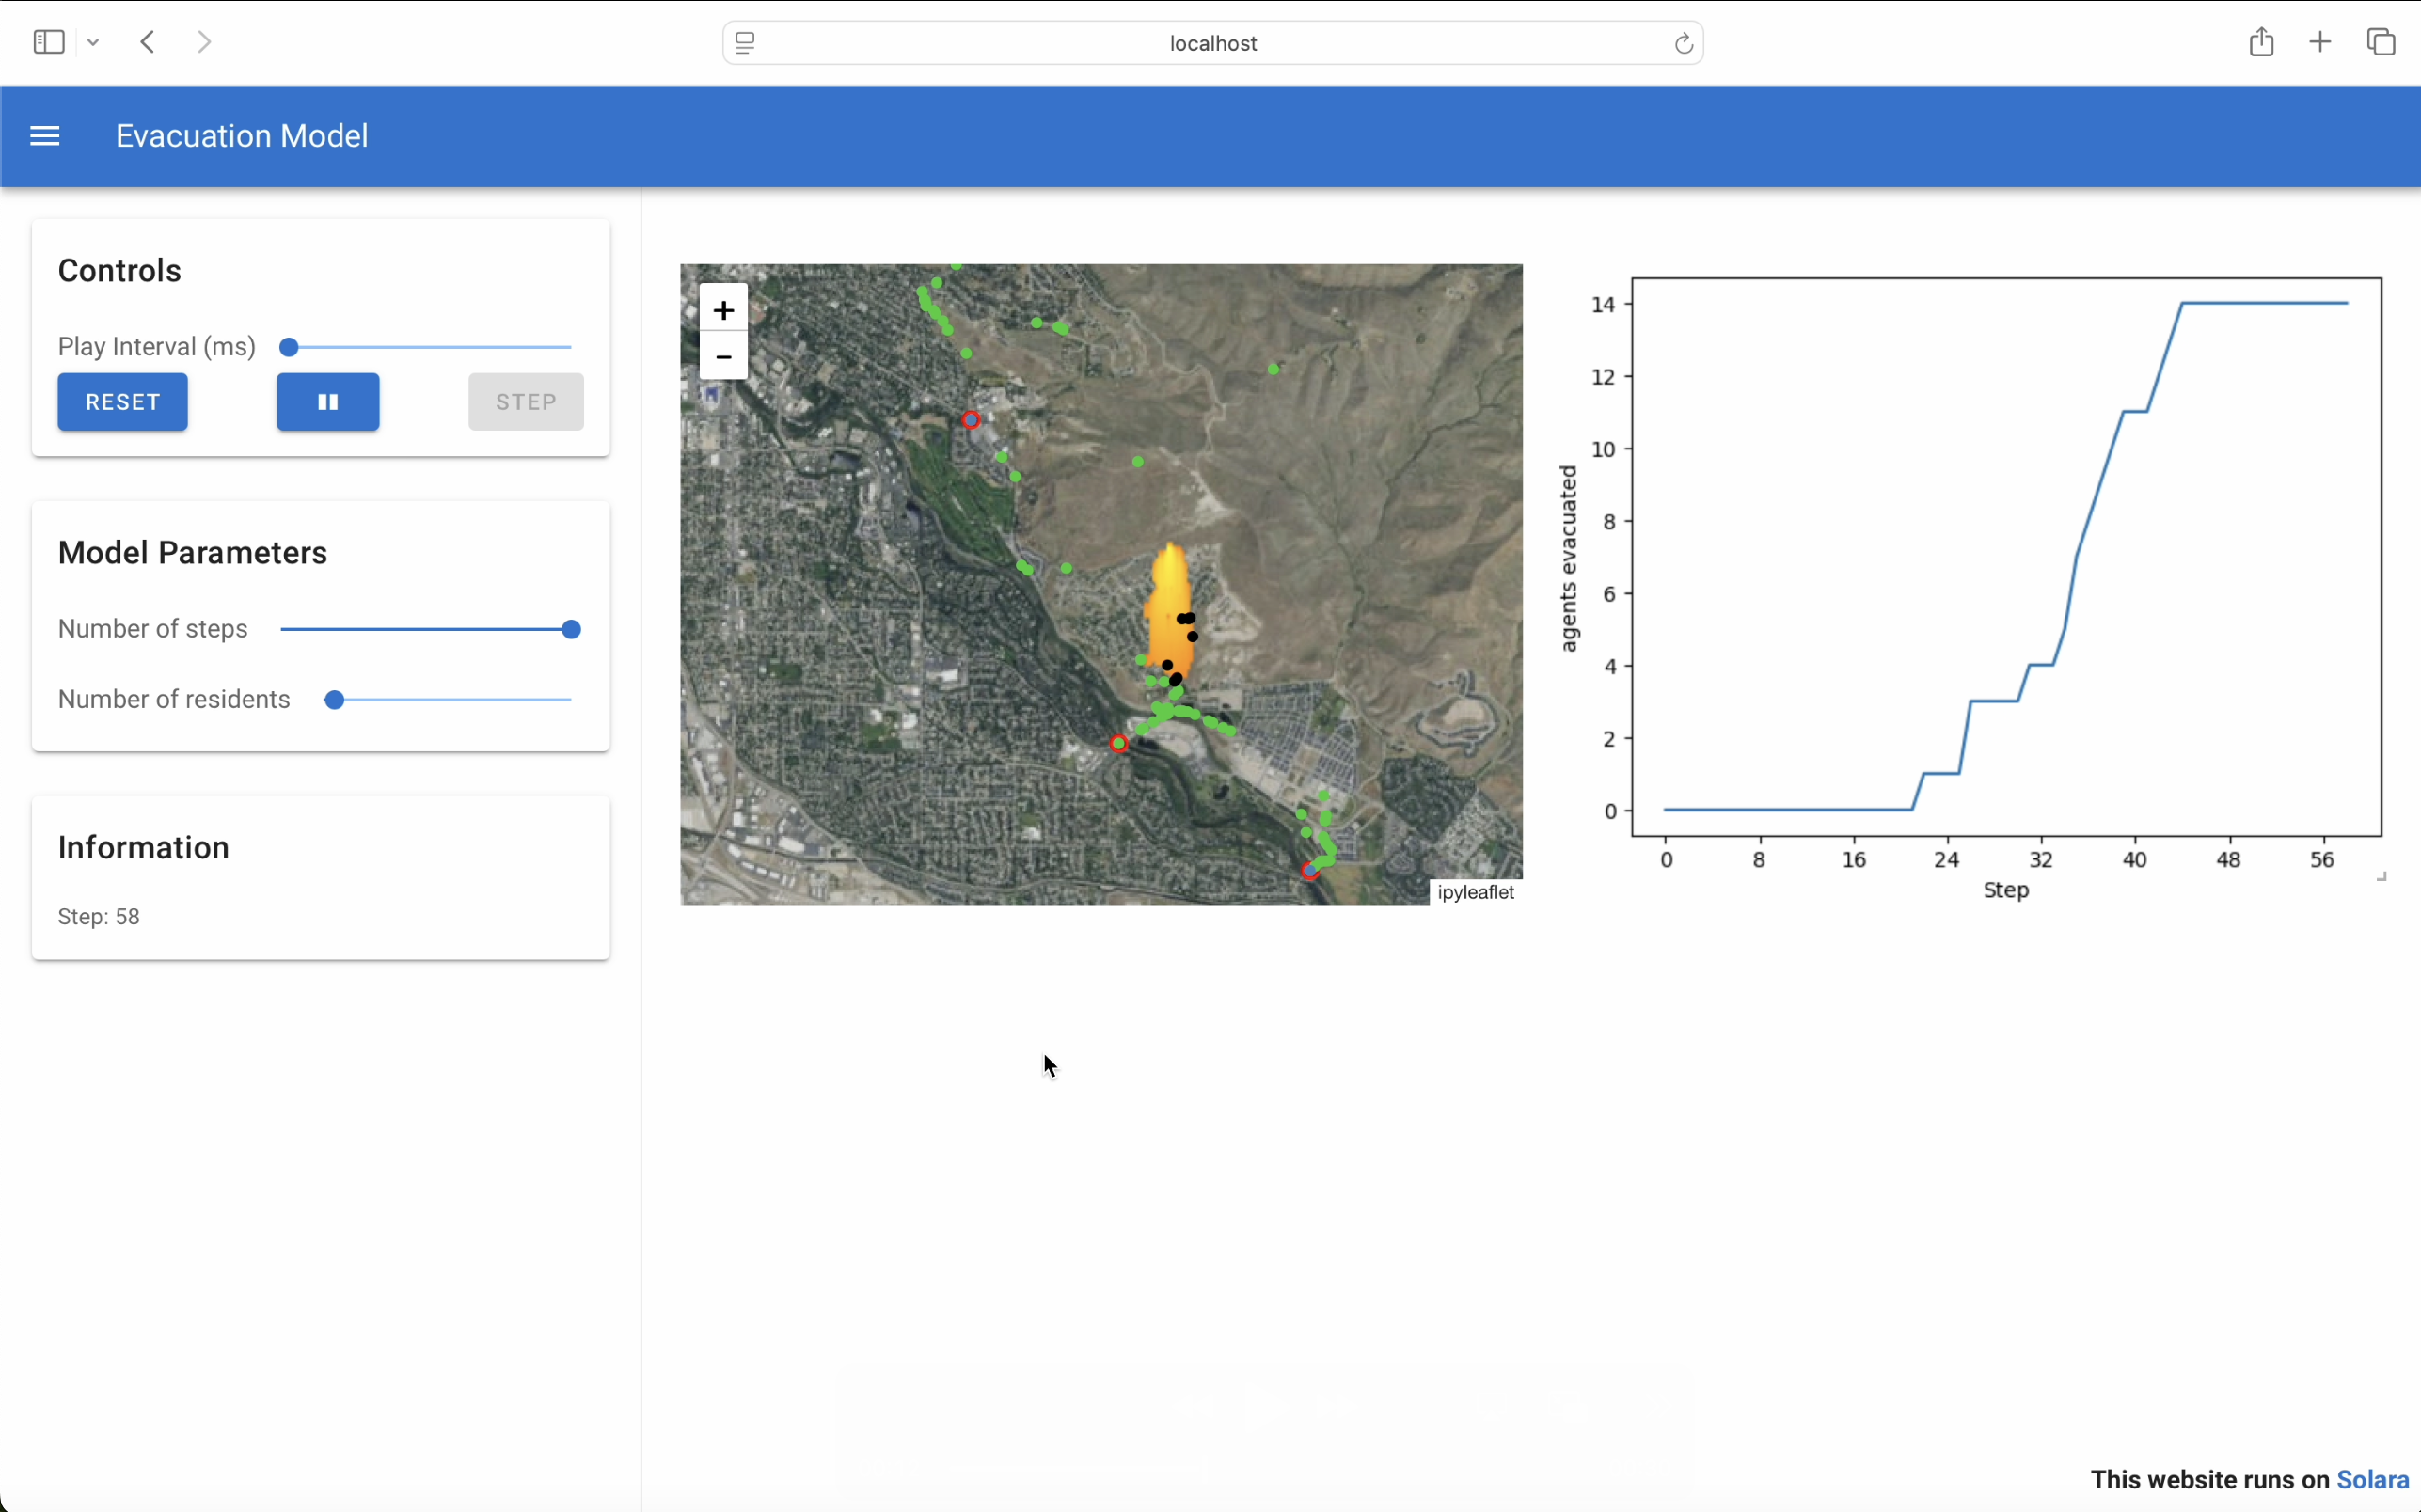 localhost
Evacuation Model
Controls
Play Interval (ms)
RESET
STEP
Model Parameters
Number of steps
Number of residents
Information
Step: 58
+
−
ipyleaflet
agents evacuated
14
12
10
8
6
4
2
0
0 8 16 24 32 40 48 56
Step
This website runs on Solara